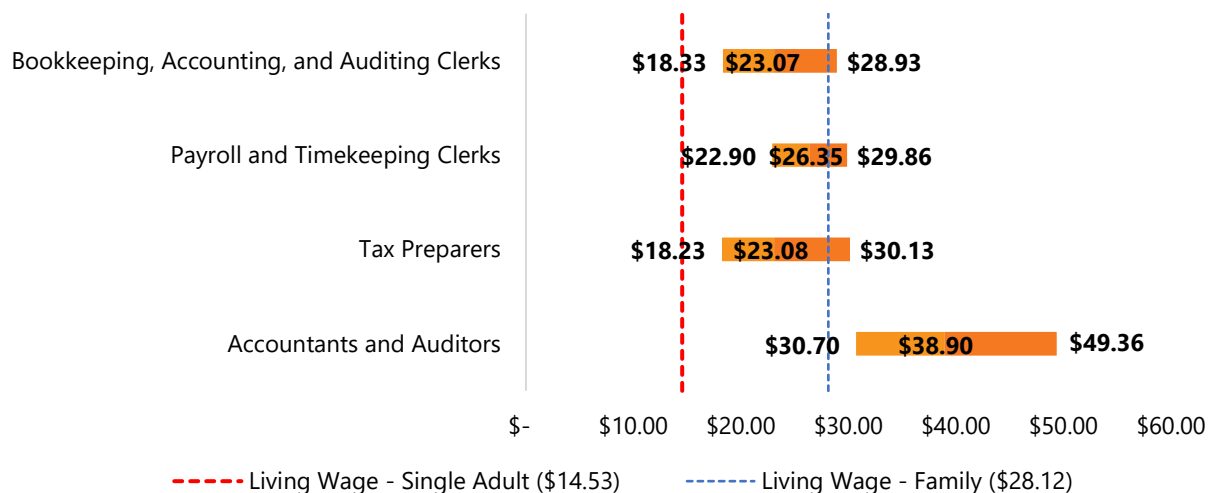 Bookkeeping, Accounting, and Auditing Clerks $18.33 $23.07 $28.93
Payroll and Timekeeping Clerks $22.90 $26.35 $29.86
Tax Preparers $18.23 $23.08 $30.13
Accountants and Auditors $30.70 $38.90 $49.36
$- $10.00 $20.00 $30.00 $40.00 $50.00 $60.00
Living Wage - Single Adult ($14.53) Living Wage - Family ($28.12)